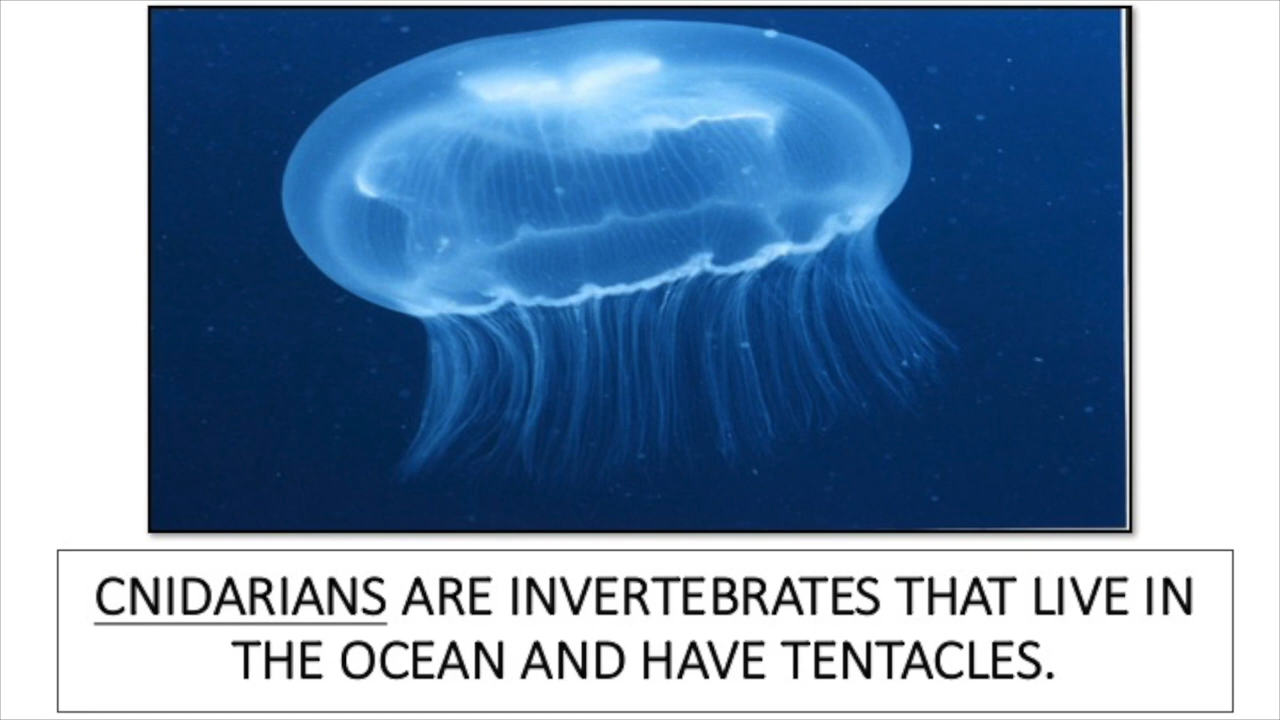 CNIDARIANS ARE INVERTEBRATES THAT LIVE IN
THE OCEAN AND HAVE TENTACLES.